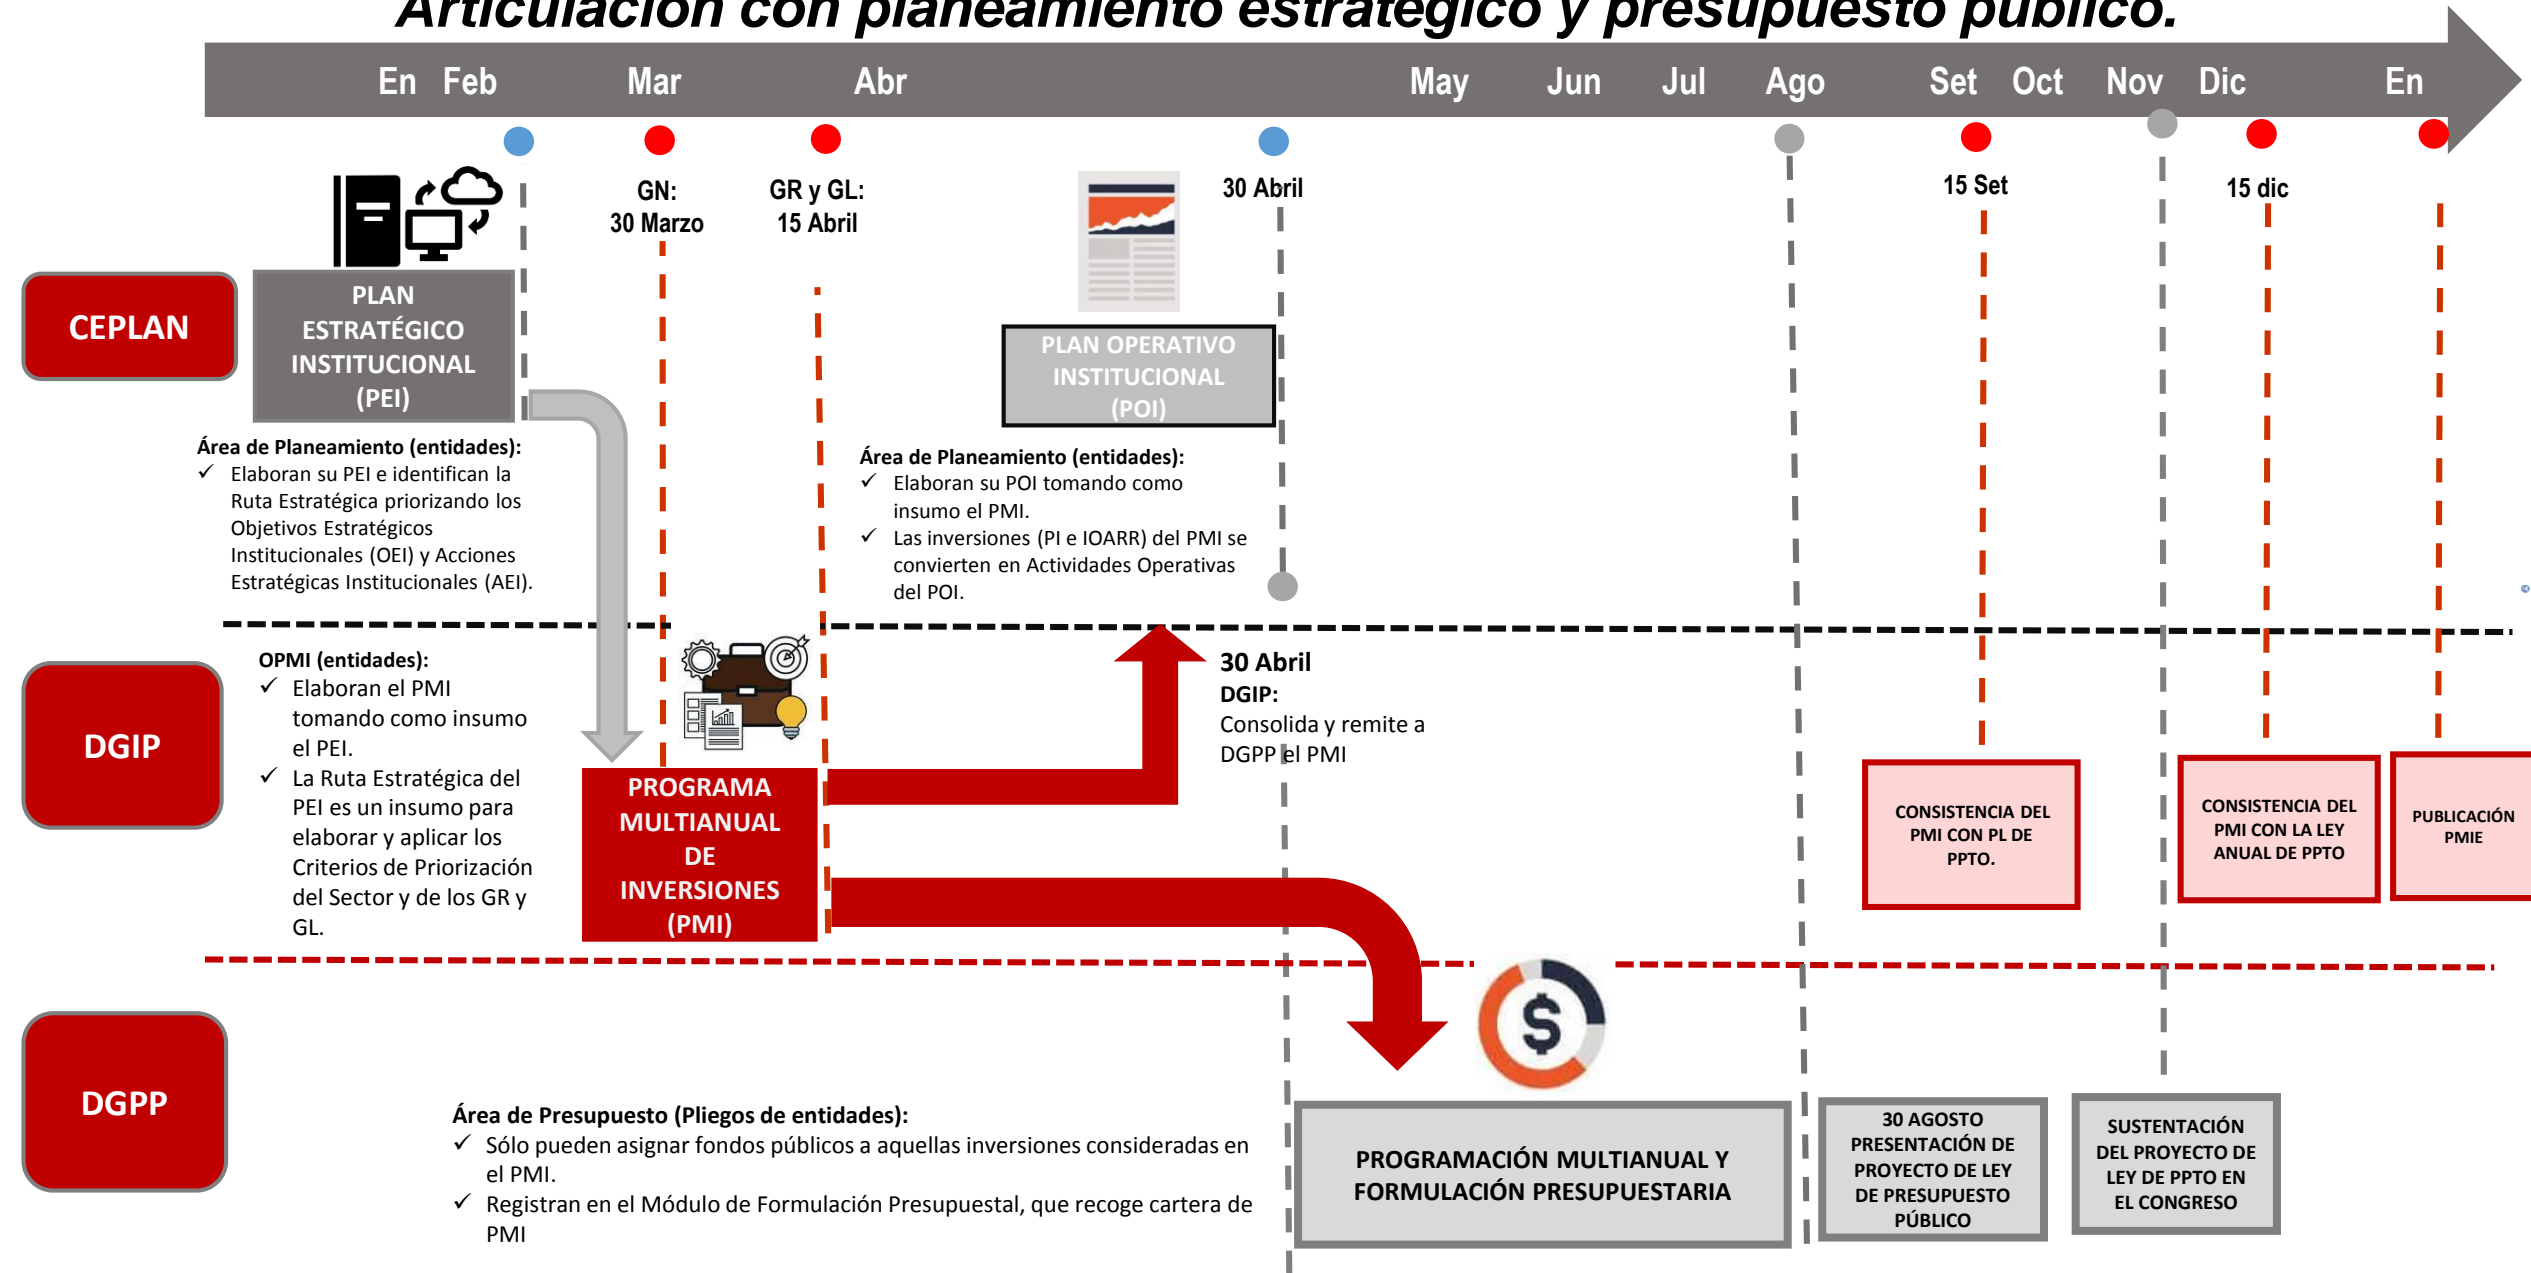 Articulación con planeamiento estratégico y presupuesto público.
En Feb Mar Abr May Jun Jul Ago Set Oct Nov Dic En
GN:
30 Marzo
GR y GL:
15 Abril
30 Abril
15 Set
15 dic
CEPLAN
PLAN
ESTRATÉGICO
INSTITUCIONAL
(PEI)
Área de Planeamiento (entidades):
✓ Elaboran su PEI e identifican la
Ruta Estratégica priorizando los
Objetivos Estratégicos
Institucionales (OEI) y Acciones
Estratégicas Institucionales (AEI).
PLAN OPERATIVO
INSTITUCIONAL
(POI)
Área de Planeamiento (entidades):
✓ Elaboran su POI tomando como
insumo el PMI.
✓ Las inversiones (PI e IOARR) del PMI se
convierten en Actividades Operativas
del POI.
DGIP
OPMI (entidades):
✓ Elaboran el PMI
tomando como insumo
el PEI.
✓ La Ruta Estratégica del
PEI es un insumo para
elaborar y aplicar los
Criterios de Priorización
del Sector y de los GR y
GL.
PROGRAMA
MULTIANUAL
DE
INVERSIONES
(PMI)
30 Abril
DGIP:
Consolida y remite a
DGPP el PMI
CONSISTENCIA DEL
PMI CON PL DE
PPTO.
CONSISTENCIA DEL
PMI CON LA LEY
ANUAL DE PPTO
PUBLICACIÓN
PMIE
DGPP
Área de Presupuesto (Pliegos de entidades):
✓ Sólo pueden asignar fondos públicos a aquellas inversiones consideradas en
el PMI.
✓ Registran en el Módulo de Formulación Presupuestal, que recoge cartera de
PMI
$
PROGRAMACIÓN MULTIANUAL Y
FORMULACIÓN PRESUPUESTARIA
30 AGOSTO
PRESENTACIÓN DE
PROYECTO DE LEY
DE PRESUPUESTO
PÚBLICO
SUSTENTACIÓN
DEL PROYECTO DE
LEY DE PPTO EN
EL CONGRESO